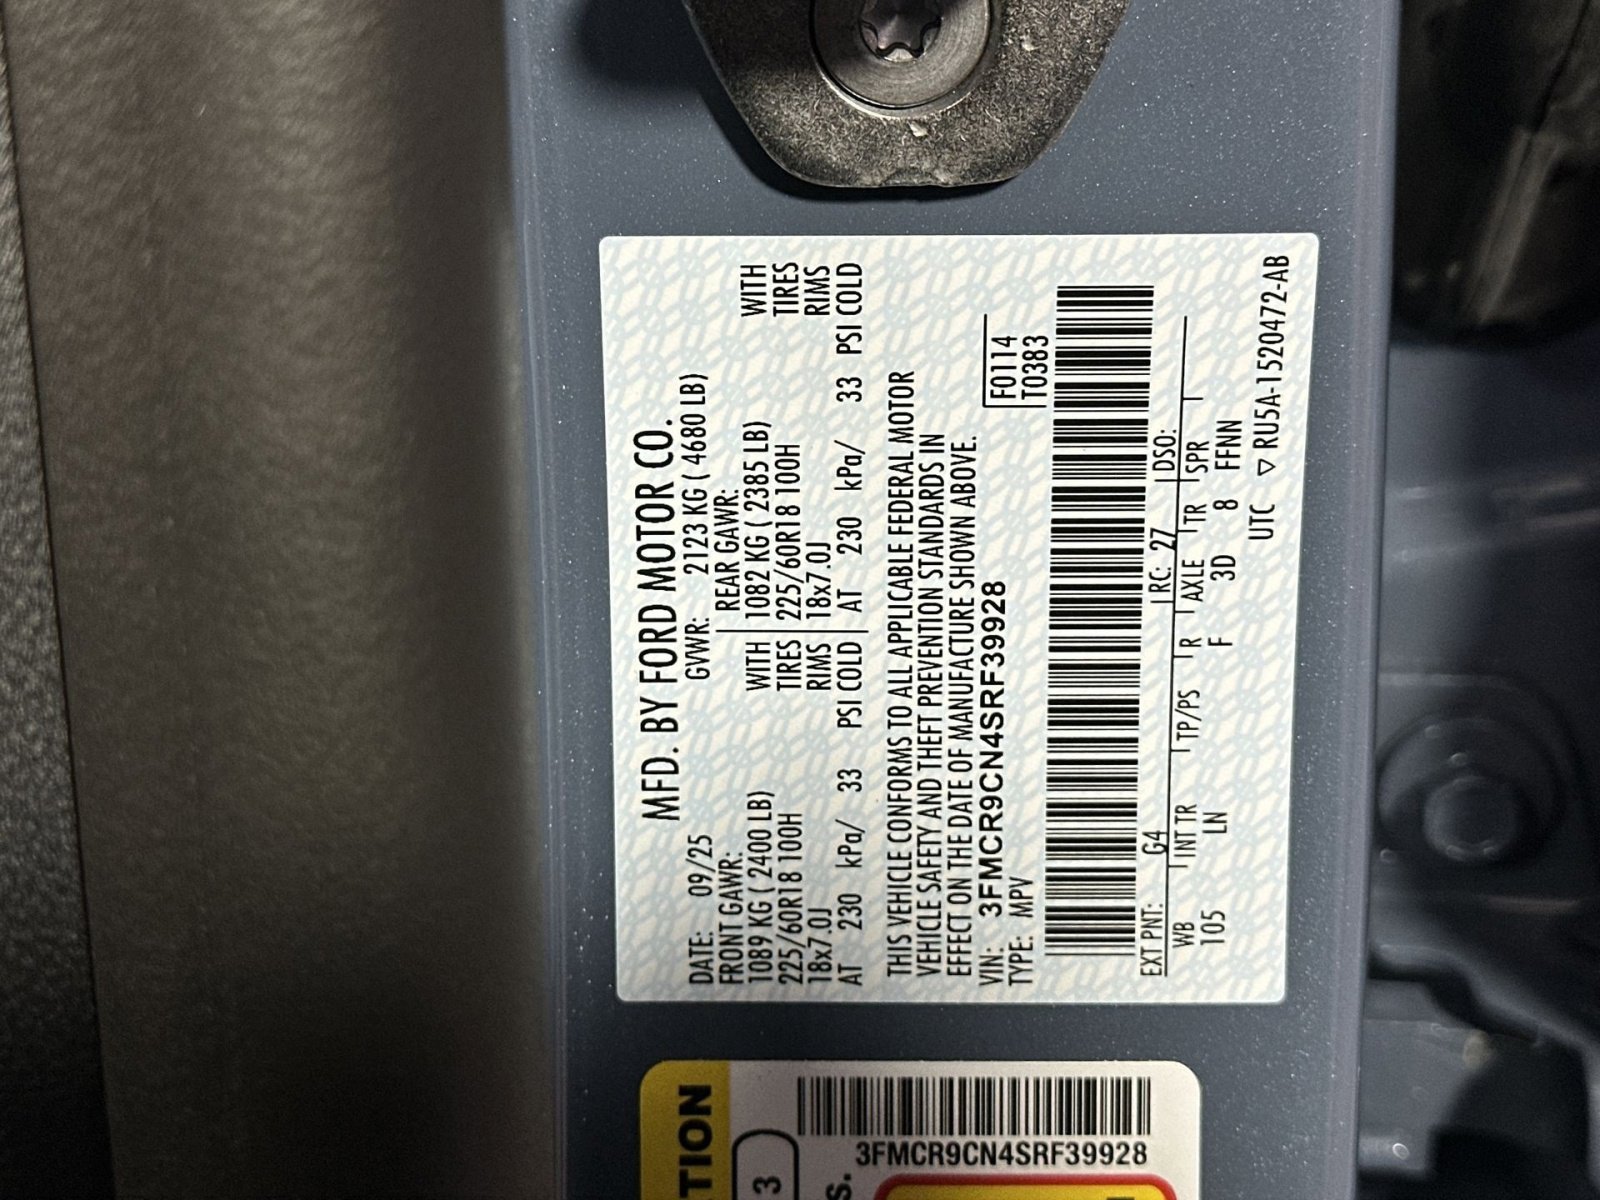 MFD. BY FORD MOTOR CO.
DATE: 09/25 GVWR: 2123 KG ( 4680 LB)
FRONT GAWR: REAR GAWR:
1089 KG ( 2400 LB) WITH 1082 KG ( 2385 LB) WITH
225/60R18 100H TIRES 225/60R18 100H TIRES
18x7.0J RIMS 18x7.0J RIMS
AT 230 kPa/ 33 PSI COLD AT 230 kPa/ 33 PSI COLD
THIS VEHICLE CONFORMS TO ALL APPLICABLE FEDERAL MOTOR
VEHICLE SAFETY AND THEFT PREVENTION STANDARDS IN
EFFECT ON THE DATE OF MANUFACTURE SHOWN ABOVE.
VIN: 3FMCR9CN4SRF39928 F0114
TYPE: MPV T0383
EXT PNT: G4 RC: 27 DSO:
WB INT TR TP/PS R AXLE TR SPR
105 LN F 3D 8 FFNN
UTC ▽ RU5A-1520472-AB
TION
3
3FMCR9CN4SRF39928
s.